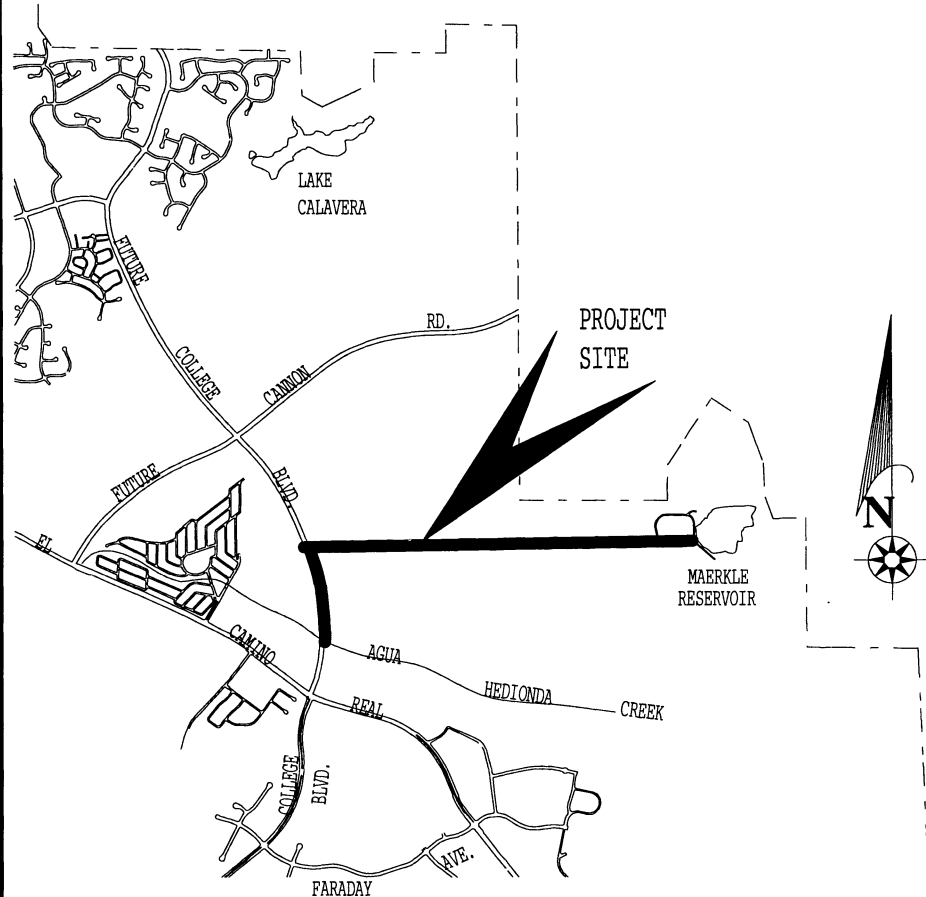 LAKE
CALAVERA
FUTURE
COLLEGE
BLVD.
RD.
CANNON
FUTURE
PROJECT
SITE
N
EL
CAMINO
REAL
MAERKLE
RESERVOIR
AGUA
HEDIONDA
CREEK
COLLEGE
BLVD.
FARADAY
AVE.